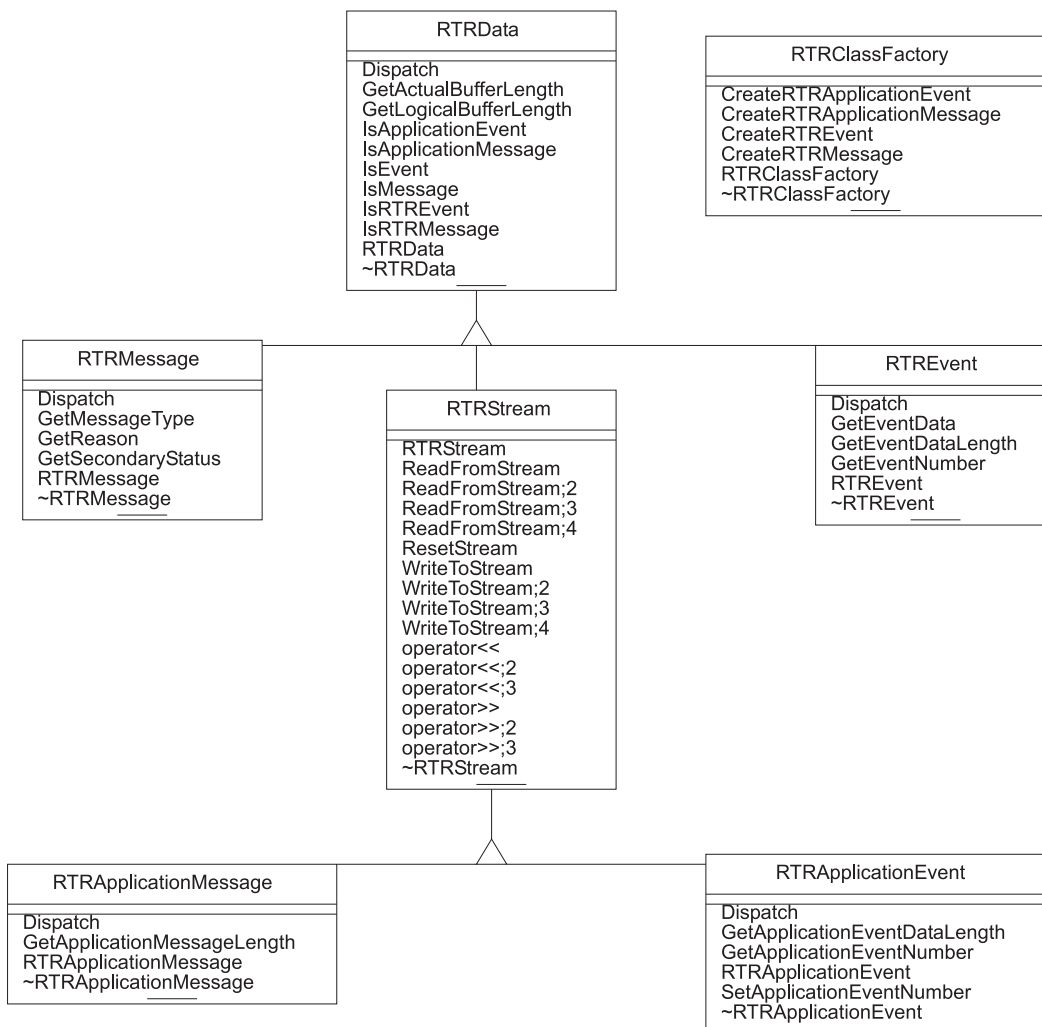 RTRData
Dispatch
GetActualBufferLength
GetLogicalBufferLength
IsApplicationEvent
IsApplicationMessage
IsEvent
IsMessage
IsRTREvent
IsRTRMessage
RTRData
~RTRData
RTRClassFactory
CreateRTRApplicationEvent
CreateRTRApplicationMessage
CreateRTREvent
CreateRTRMessage
RTRClassFactory
~RTRClassFactory
RTRMessage
Dispatch
GetMessageType
GetReason
GetSecondaryStatus
RTRMessage
~RTRMessage
RTRStream
RTRStream
ReadFromStream
ReadFromStream;2
ReadFromStream;3
ReadFromStream;4
ResetStream
WriteToStream
WriteToStream;2
WriteToStream;3
WriteToStream;4
operator<<
operator<<;2
operator<<;3
operator>>
operator>>;2
operator>>;3
~RTRStream
RTREvent
Dispatch
GetEventData
GetEventDataLength
GetEventNumber
RTREvent
~RTREvent
RTRApplicationMessage
Dispatch
GetApplicationMessageLength
RTRApplicationMessage
~RTRApplicationMessage
RTRApplicationEvent
Dispatch
GetApplicationEventDataLength
GetApplicationEventNumber
RTRApplicationEvent
SetApplicationEventNumber
~RTRApplicationEvent